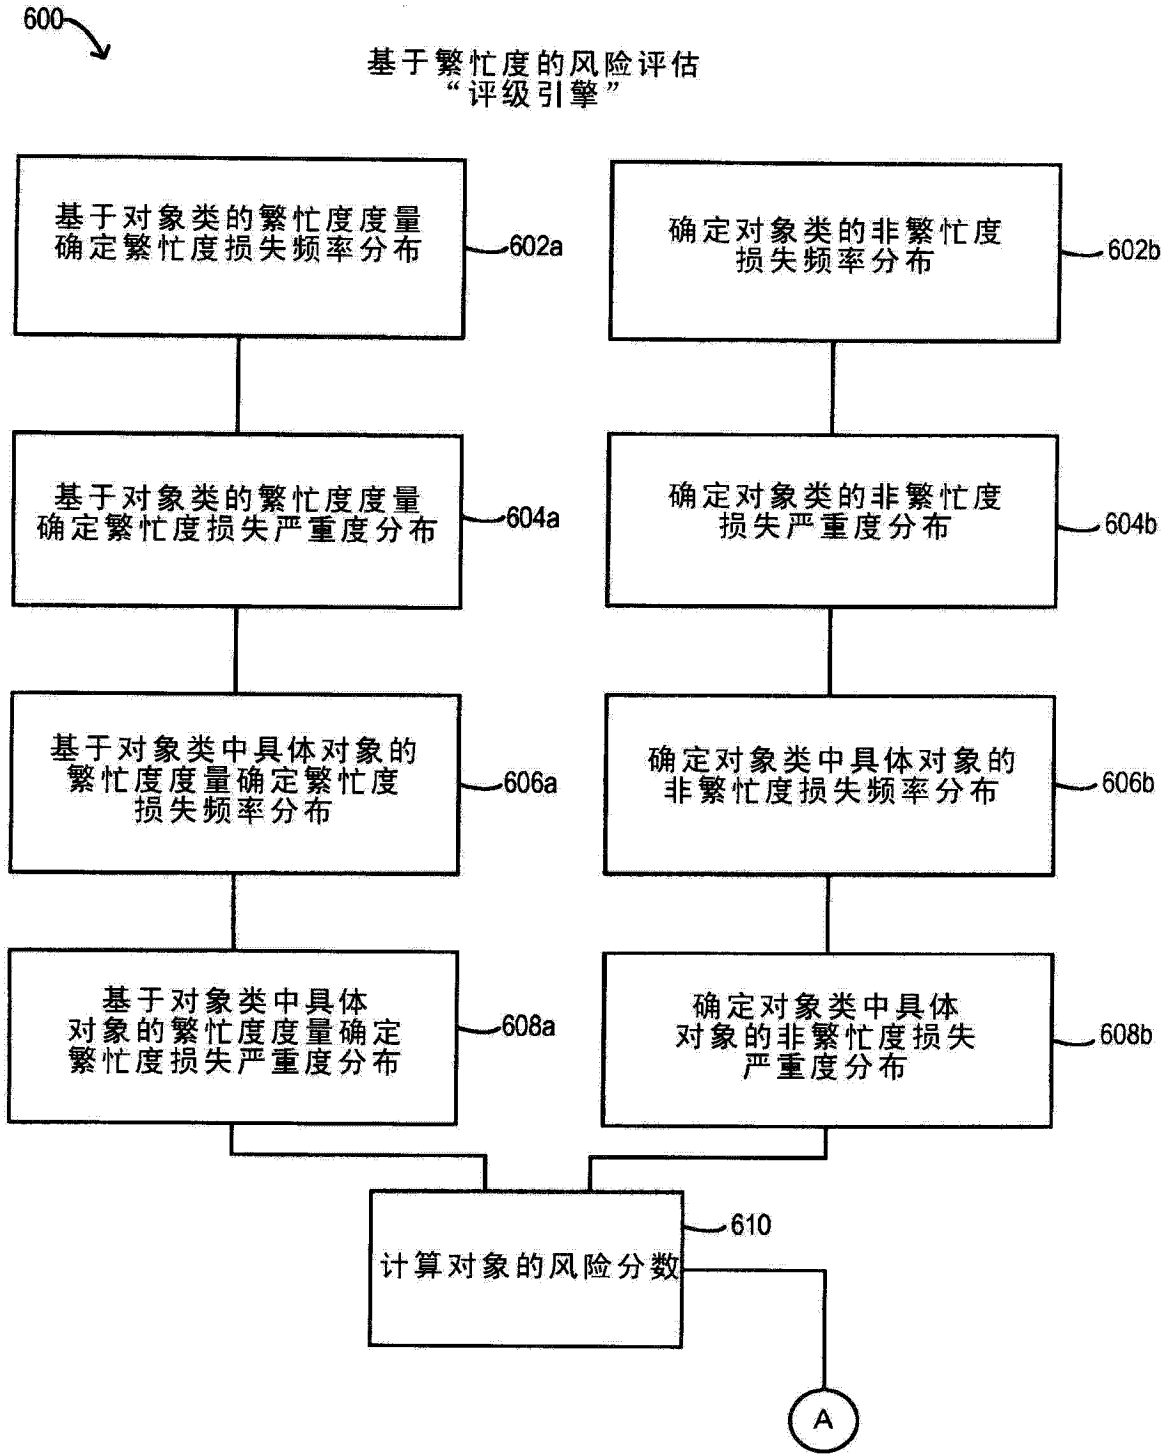 600
基于繁忙度的风险评估
“评级引擎”
基于对象类的繁忙度度量
确定繁忙度损失频率分布
602a
确定对象类的非繁忙度
损失频率分布
602b
基于对象类的繁忙度度量
确定繁忙度损失严重度分布
604a
确定对象类的非繁忙度
损失严重度分布
604b
基于对象类中具体对象的
繁忙度度量确定繁忙度
损失频率分布
606a
确定对象类中具体对象的
非繁忙度损失频率分布
606b
基于对象类中具体
对象的繁忙度度量确定
繁忙度损失严重度分布
608a
确定对象类中具体
对象的非繁忙度损失
严重度分布
608b
计算对象的风险分数
610
A